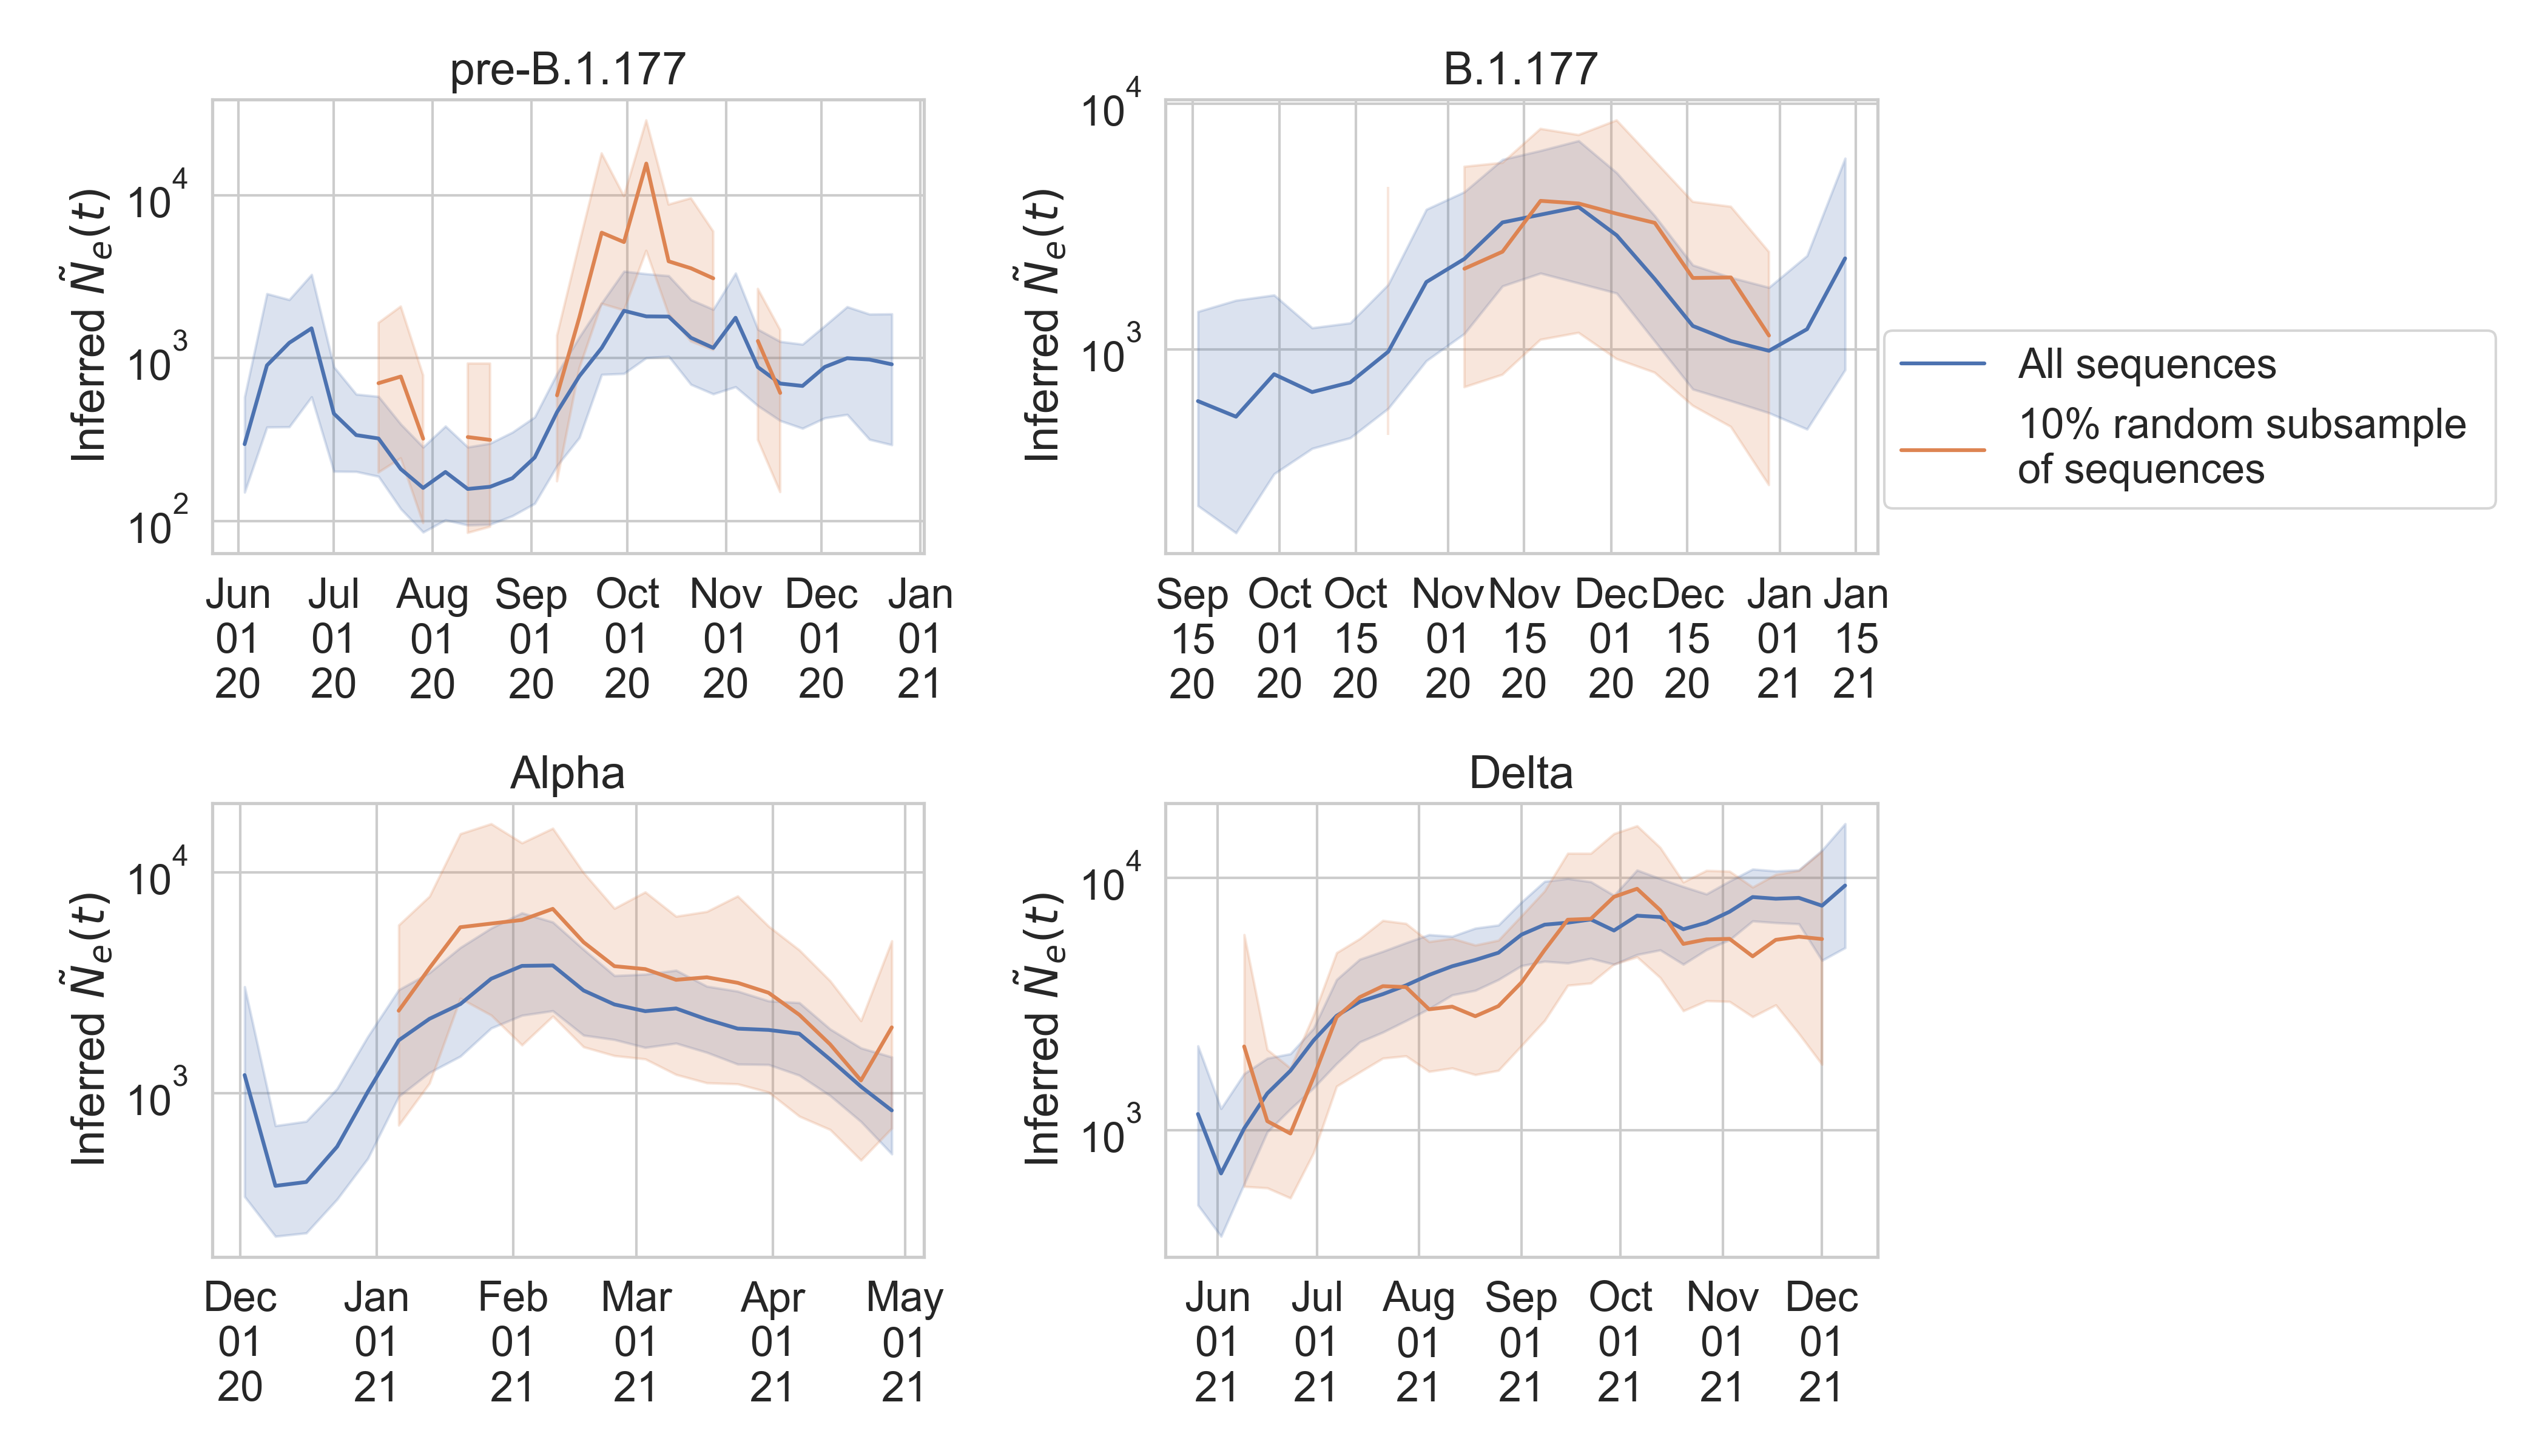 pre-B.1.177
Inferred Ñe(t)
10^4
10^3
10^2
Jun Jul Aug Sep Oct Nov Dec Jan
01 01 01 01 01 01 01 01
20 20 20 20 20 20 20 21
B.1.177
Inferred Ñe(t)
10^4
10^3
Sep Oct Oct Nov Nov Dec Dec Jan Jan
15 01 15 01 15 01 15 01 15
20 20 20 20 20 20 20 21 21
All sequences
10% random subsample
of sequences
Alpha
Inferred Ñe(t)
10^4
10^3
Dec Jan Feb Mar Apr May
01 01 01 01 01 01
20 21 21 21 21 21
Delta
Inferred Ñe(t)
10^4
10^3
Jun Jul Aug Sep Oct Nov Dec
01 01 01 01 01 01 01
21 21 21 21 21 21 21